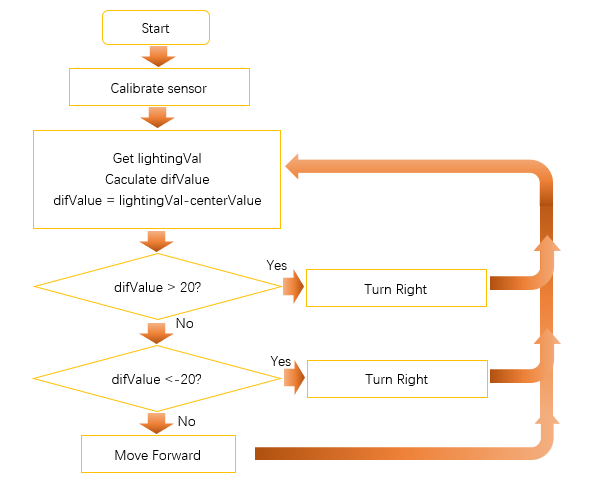 Start
Calibrate sensor
Get lightingVal
Caculate difValue
difValue = lightingVal-centerValue
difValue > 20?
Yes
Turn Right
No
difValue <-20?
Yes
Turn Right
No
Move Forward